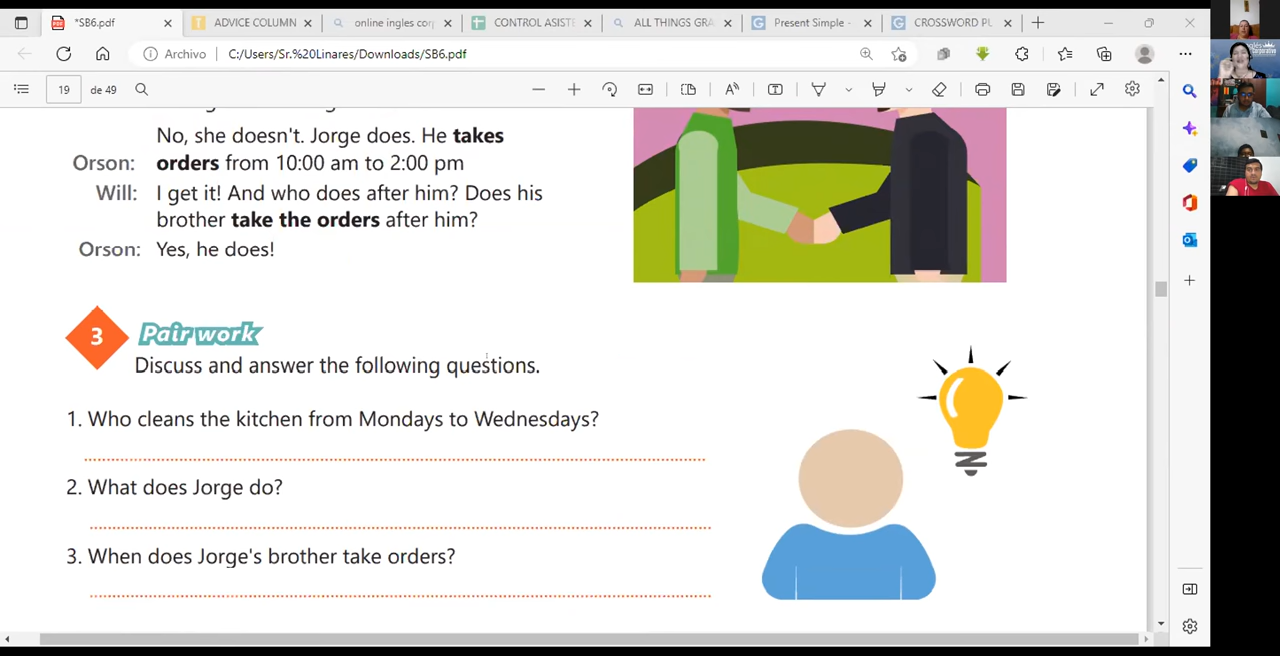 *SB6.pdf
ADVICE COLUMN
online ingles cor
CONTROL ASISTE
ALL THINGS GRA
Present Simple -
CROSSWORD PU
Archivo
C:/Users/Sr.%20Linares/Downloads/SB6.pdf
19
de 49
No, she doesn't. Jorge does. He takes
Orson: orders from 10:00 am to 2:00 pm
Will: I get it! And who does after him? Does his
brother take the orders after him?
Orson: Yes, he does!
3 Pair work
Discuss and answer the following questions.
1. Who cleans the kitchen from Mondays to Wednesdays?
2. What does Jorge do?
3. When does Jorge's brother take orders?